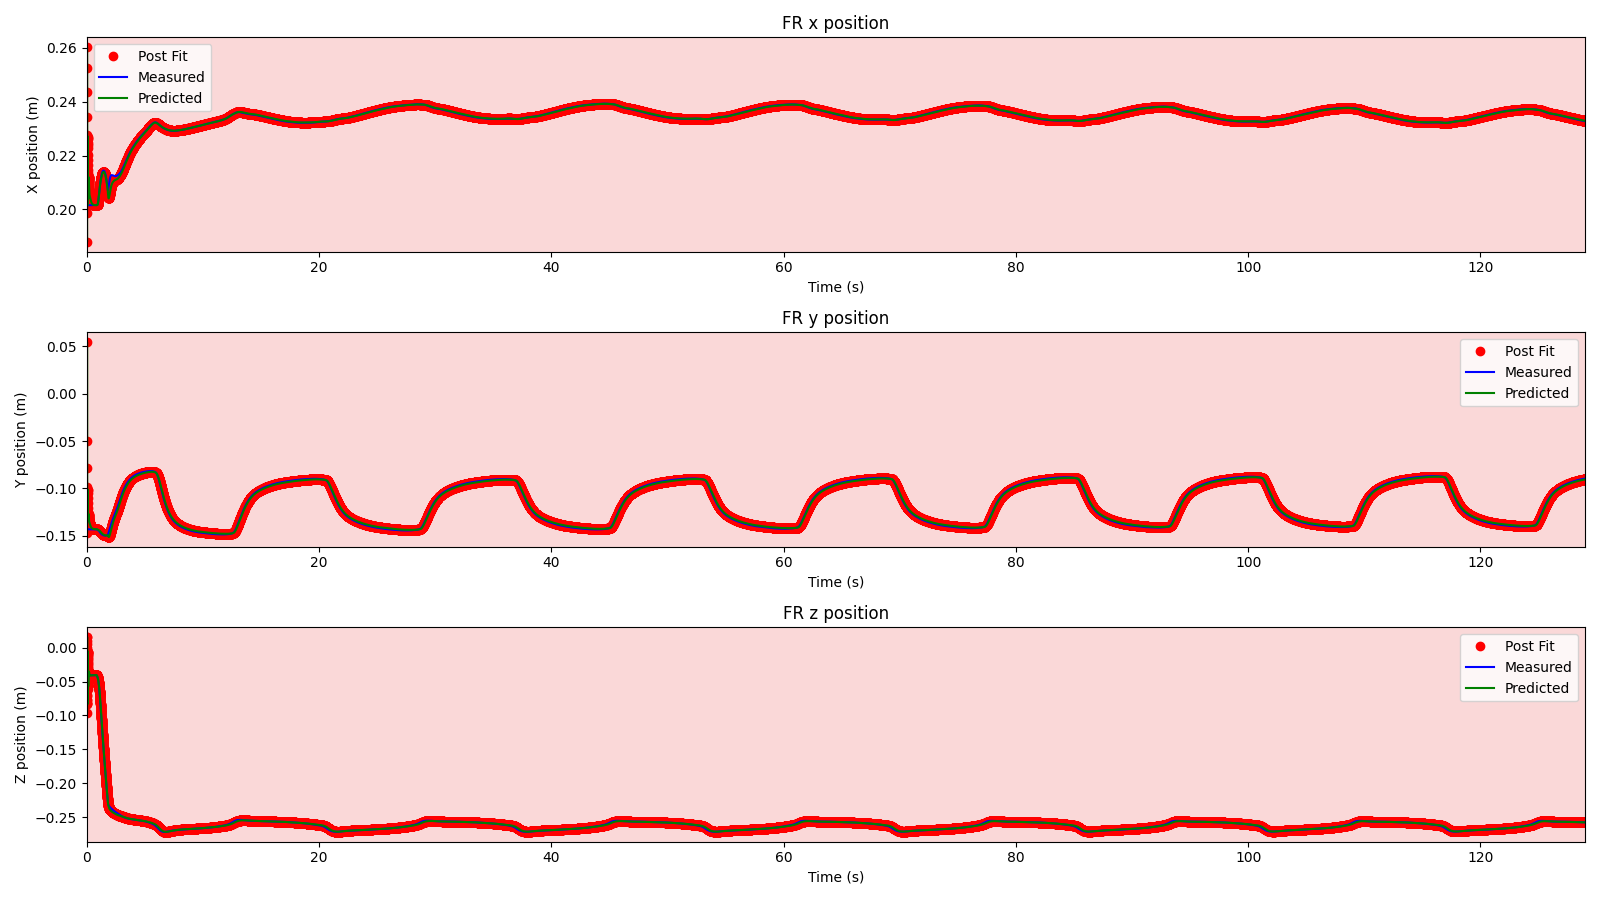 FR x position
X position (m)
0.26
0.24
0.22
0.20
Post Fit
Measured
Predicted
0 20 40 60 80 100 120
Time (s)
FR y position
Y position (m)
0.05
0.00
−0.05
−0.10
−0.15
Post Fit
Measured
Predicted
0 20 40 60 80 100 120
Time (s)
FR z position
Z position (m)
0.00
−0.05
−0.10
−0.15
−0.20
−0.25
Post Fit
Measured
Predicted
0 20 40 60 80 100 120
Time (s)